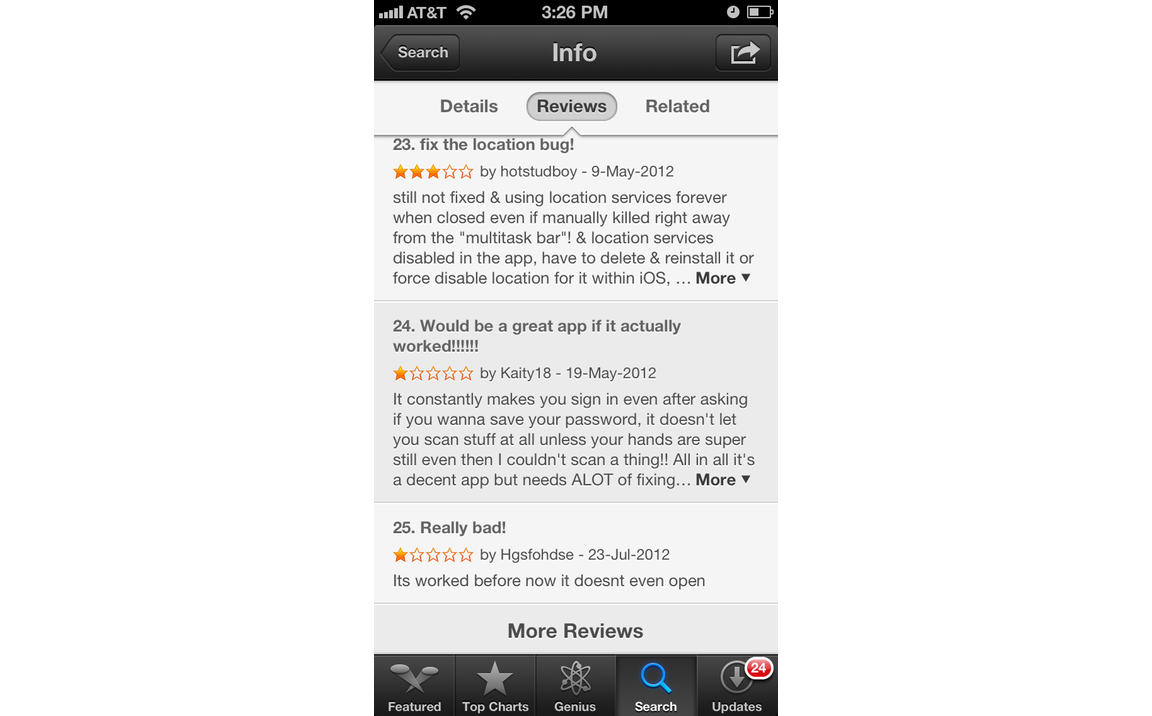 AT&T 3:26 PM
Search Info
Details Reviews Related
23. fix the location bug!
by hotstudboy - 9-May-2012
still not fixed & using location services forever
when closed even if manually killed right away
from the "multitask bar"! & location services
disabled in the app, have to delete & reinstall it or
force disable location for it within iOS, ... More ▼
24. Would be a great app if it actually
worked!!!!!!
by Kaity18 - 19-May-2012
It constantly makes you sign in even after asking
if you wanna save your password, it doesn't let
you scan stuff at all unless your hands are super
still even then I couldn't scan a thing!! All in all it's
a decent app but needs ALOT of fixing... More ▼
25. Really bad!
by Hgsfohdse - 23-Jul-2012
Its worked before now it doesnt even open
More Reviews
24
Featured Top Charts Genius Search Updates